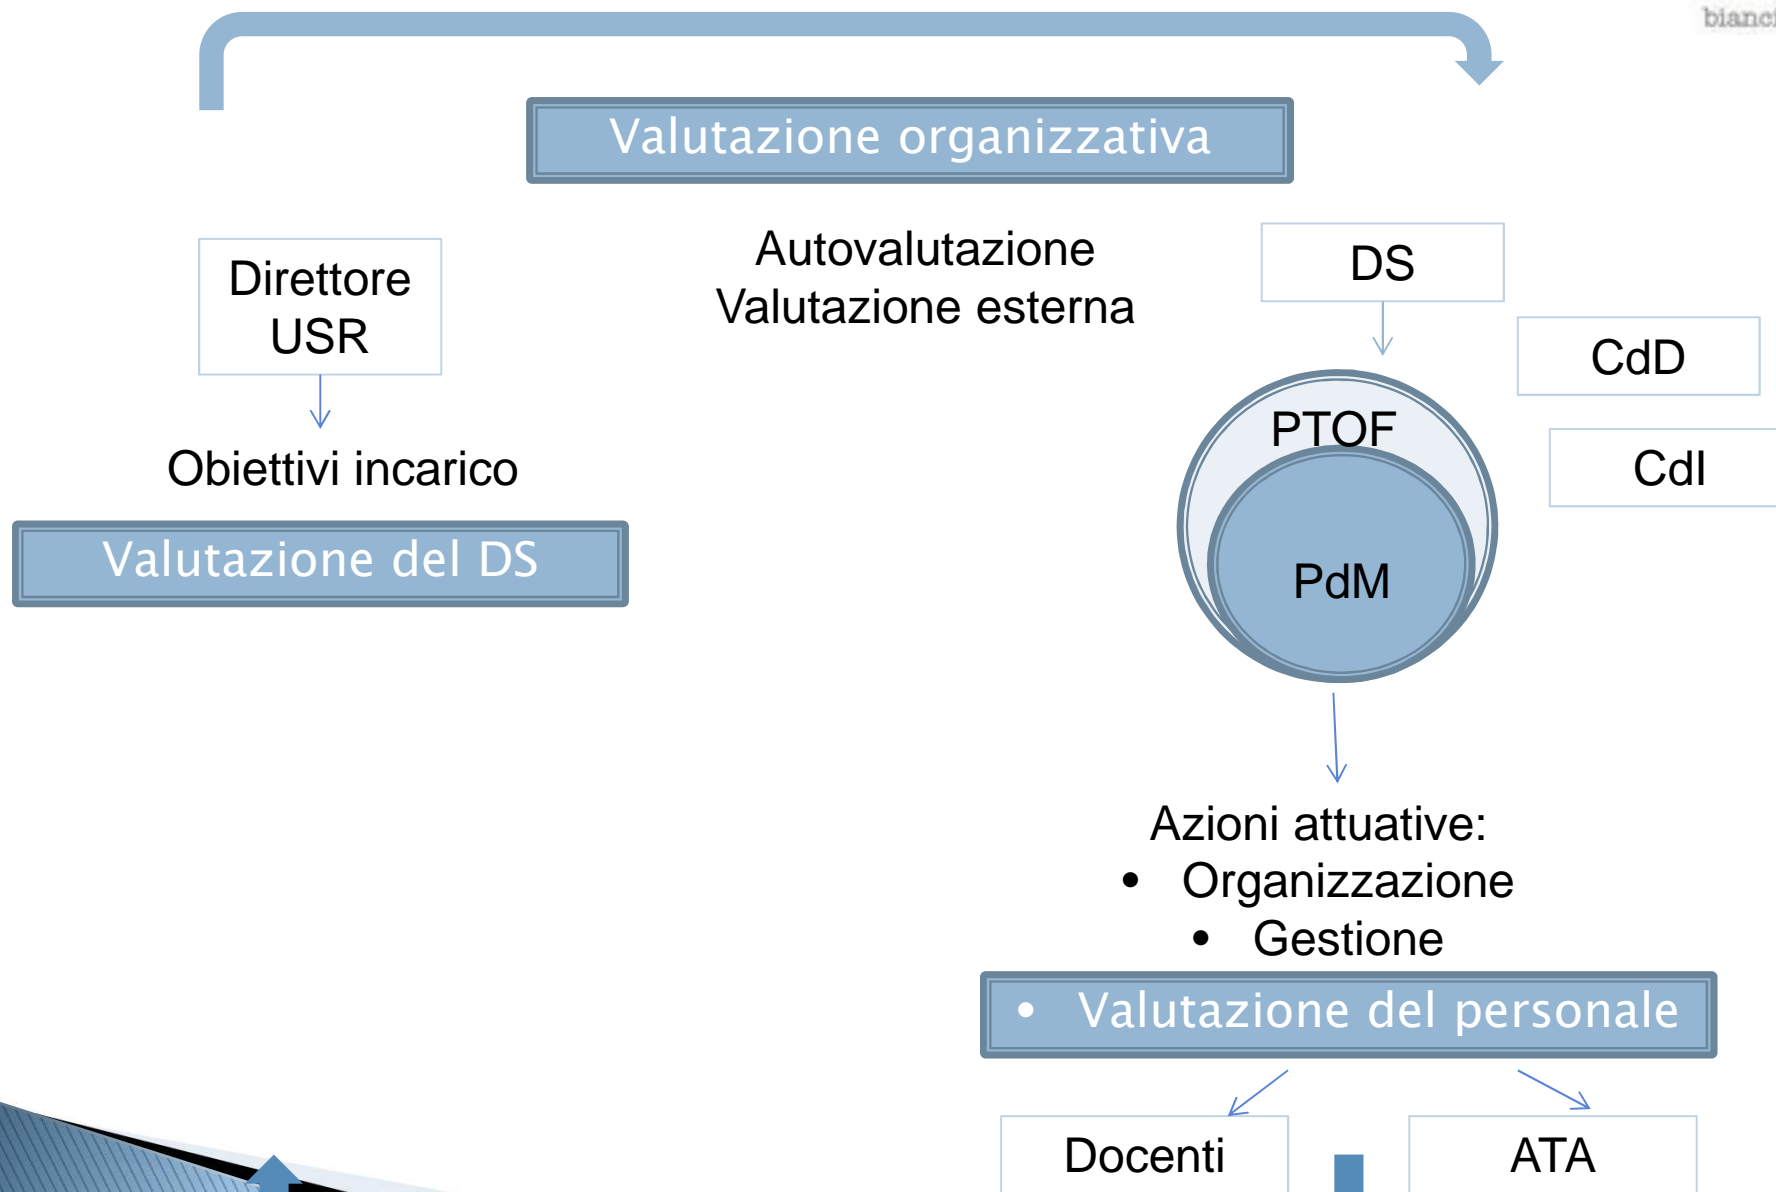 Valutazione organizzativa
Direttore
USR
Obiettivi incarico
Valutazione del DS
Autovalutazione
Valutazione esterna
DS
CdD
CdI
PTOF
PdM
Azioni attuative:
• Organizzazione
• Gestione
• Valutazione del personale
Docenti
ATA